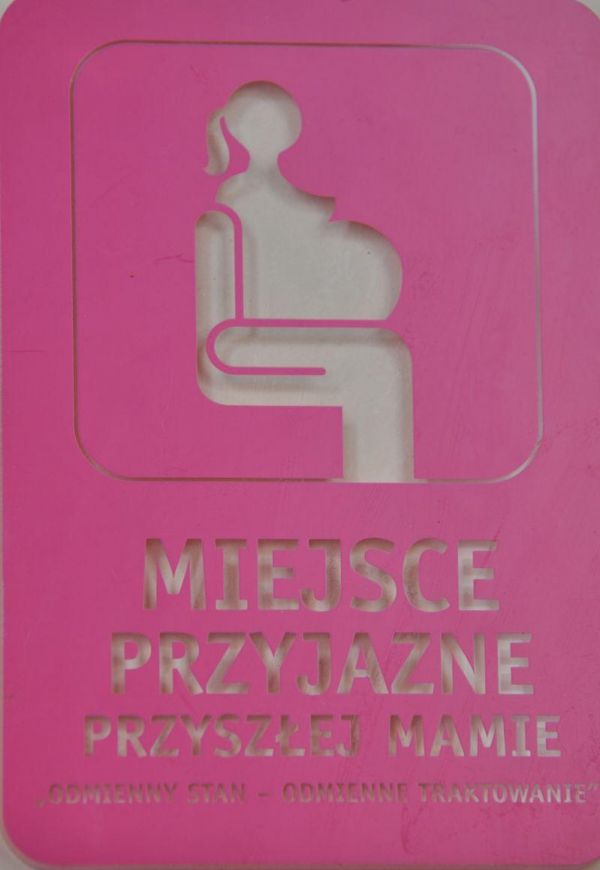 MIEJSCE
PRZYJAZNE
PRZYSZŁEJ MAMIE
„ODMIENNY STAN – ODMIENNE TRAKTOWANIE”